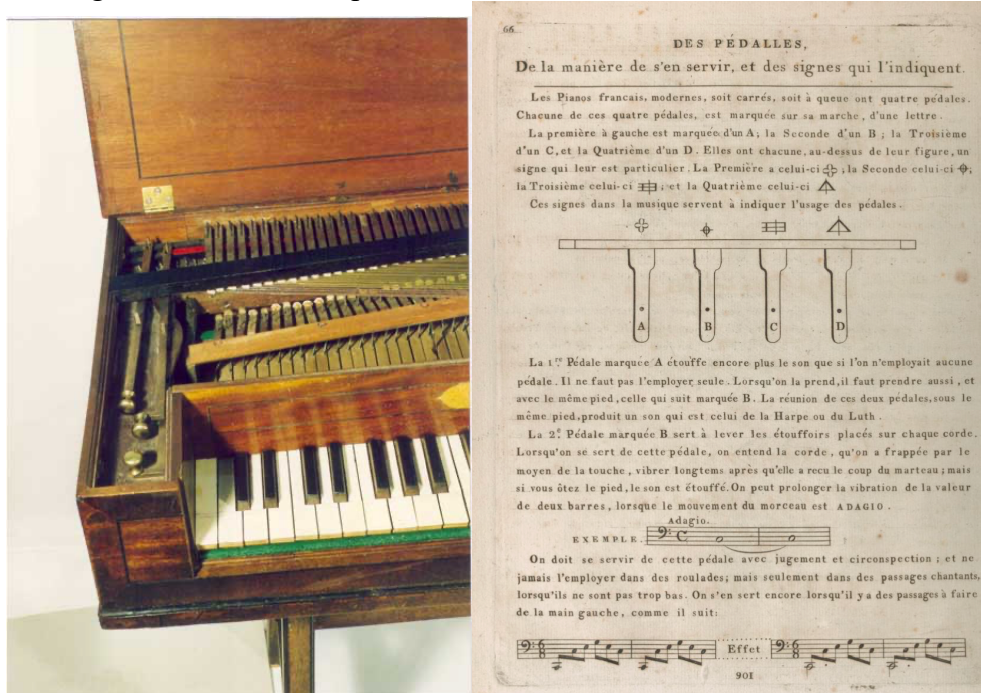 66
DES PÉDALLES,
De la manière de s'en servir, et des signes qui l'indiquent.
Les Pianos francais, modernes, soit carrés, soit à queue ont quatre pédales.
Chacune de ces quatre pédales, est marquée sur sa marche, d'une lettre.
La première à gauche est marquée d'un A; la Seconde d'un B; la Troisième
d'un C, et la Quatrième d'un D. Elles ont chacune, au-dessus de leur figure, un
signe qui leur est particulier. La Première a celui-ci ; la Seconde celui-ci ;
la Troisième celui-ci ; et la Quatrième celui-ci
Ces signes dans la musique servent à indiquer l'usage des pédales.
A B C D
La 1.re Pédale marquée A étouffe encore plus le son que si l'on n'employait aucune
pédale. Il ne faut pas l'employer seule. Lorsqu'on la prend, il faut prendre aussi, et
avec le même pied, celle qui suit marquée B. La réunion de ces deux pédales, sous le
même pied, produit un son qui est celui de la Harpe ou du Luth.
La 2.e Pédale marquée B sert à lever les étouffoirs placés sur chaque corde.
Lorsqu'on se sert de cette pédale, on entend la corde, qu'on a frappée par le
moyen de la touche, vibrer longtems après qu'elle a recu le coup du marteau; mais
si vous ôtez le pied, le son est étouffé. On peut prolonger la vibration de la valeur
de deux barres, lorsque le mouvement du morceau est ADAGIO.
Adagio.
EXEMPLE.
On doit se servir de cette pédale avec jugement et circonspection; et ne
jamais l'employer dans des roulades; mais seulement dans des passages chantants,
lorsqu'ils ne sont pas trop bas. On s'en sert encore lorsqu'il y a des passages à faire
de la main gauche, comme il suit:
Effet
901